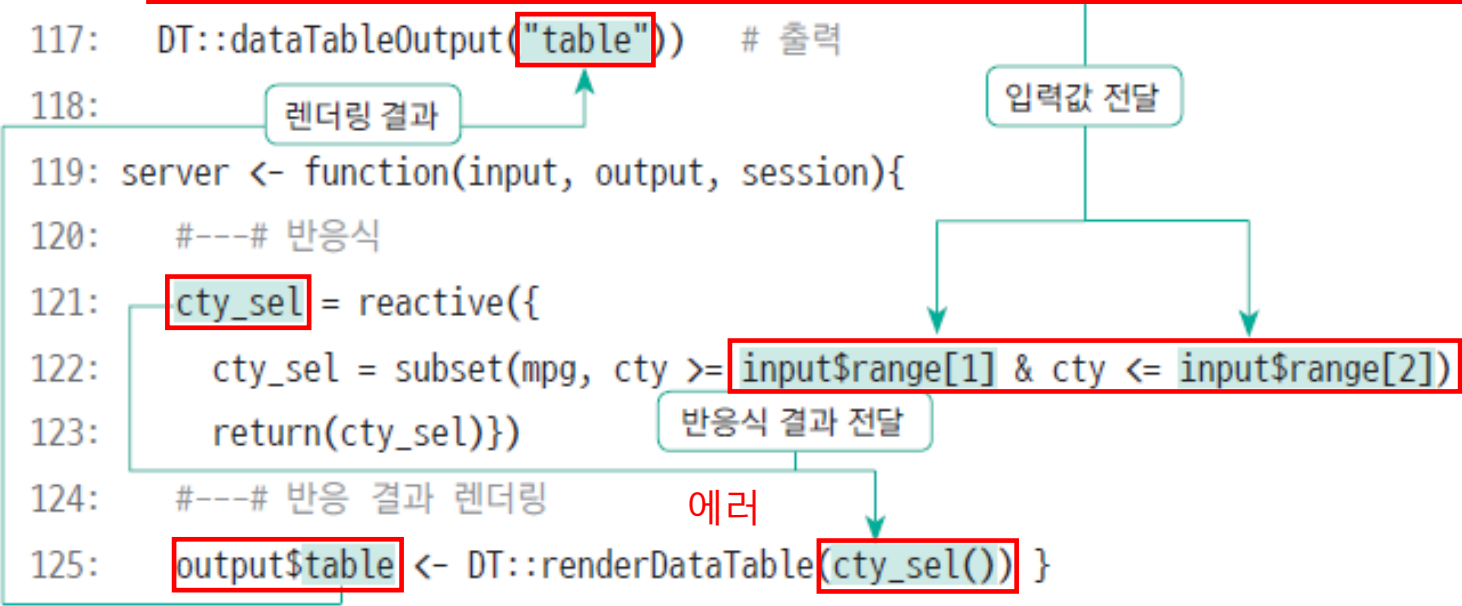 117: DT::dataTableOutput("table")) # 출력
입력값 전달
118:
렌더링 결과
119: server <- function(input, output, session){
120: #---# 반응식
121: cty_sel = reactive({
122: cty_sel = subset(mpg, cty >= input$range[1] & cty <= input$range[2])
반응식 결과 전달
123: return(cty_sel)})
124: #---# 반응 결과 렌더링
에러
125: output$table <- DT::renderDataTable(cty_sel()) }